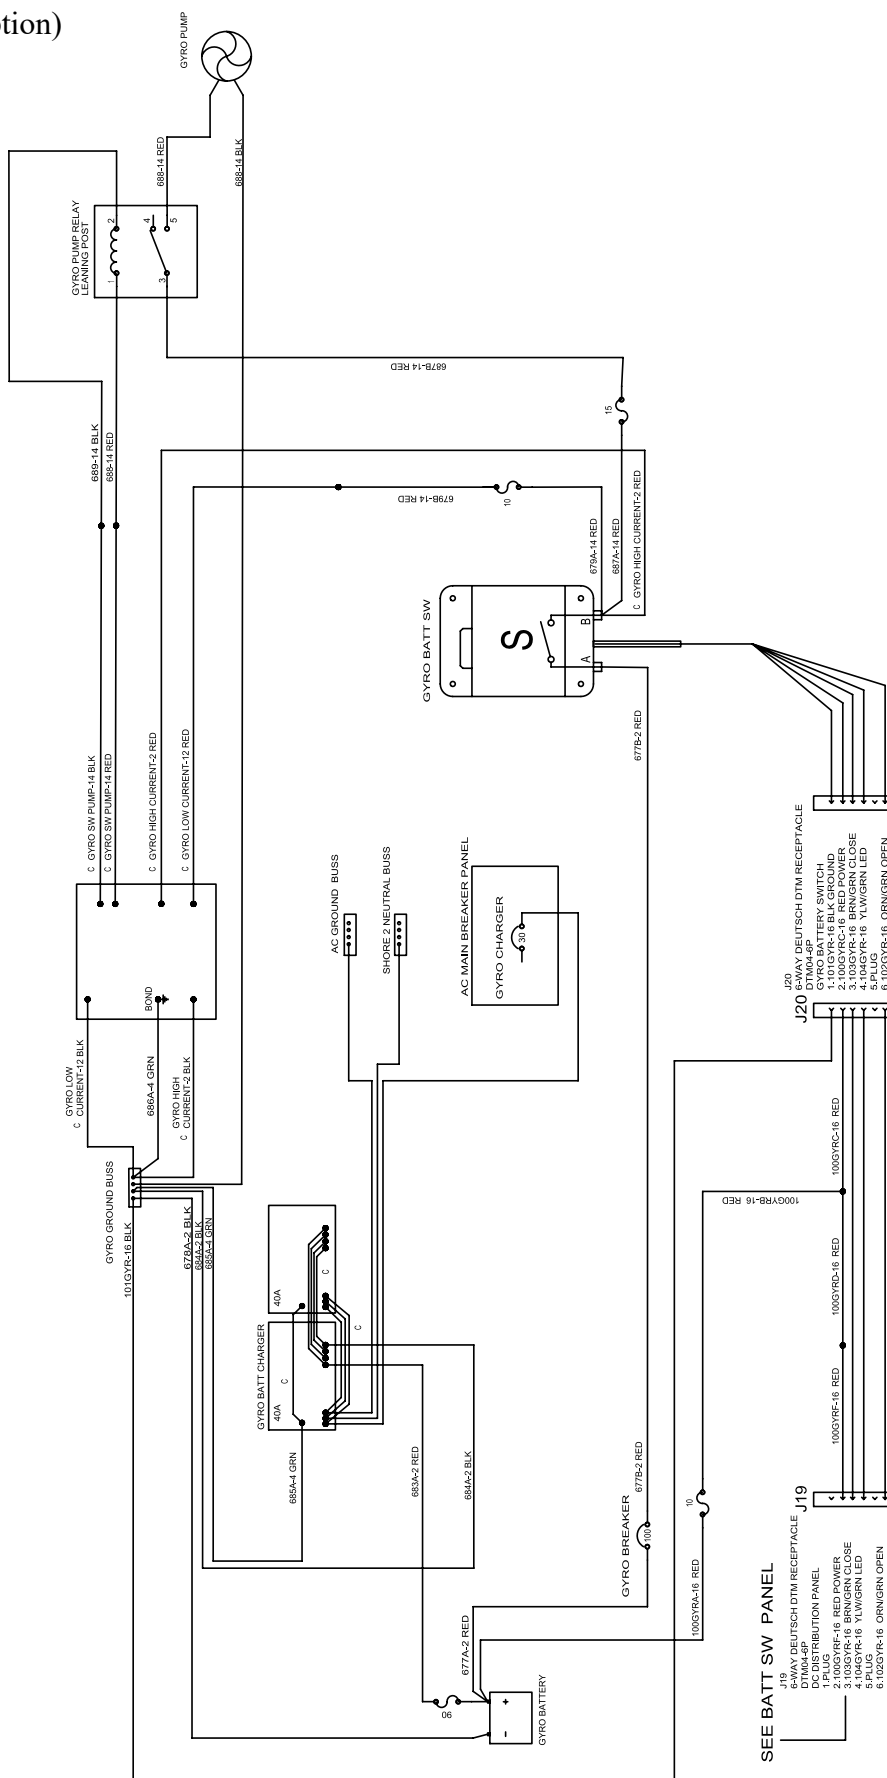 tion)
GYRO PUMP
688-14 RED
688-14 BLK
GYRO PUMP RELAY
LEANING POST
1
2
3
4
5
687B-14 RED
15
689-14 BLK
688-14 RED
679B-14 RED
10
679A-14 RED
687A-14 RED
C GYRO HIGH CURRENT-2 RED
GYRO BATT SW
S
A
B
677B-2 RED
C GYRO SW PUMP-14 BLK
C GYRO SW PUMP-14 RED
C GYRO HIGH CURRENT-2 RED
C GYRO LOW CURRENT-12 RED
BOND
GYRO LOW
C CURRENT-12 BLK
686A-4 GRN
GYRO HIGH
C CURRENT-2 BLK
GYRO GROUND BUSS
101GYR-16 BLK
678A-2 BLK
684A-2 BLK
685A-4 GRN
AC GROUND BUSS
SHORE 2 NEUTRAL BUSS
AC MAIN BREAKER PANEL
GYRO CHARGER
30
GYRO BATT CHARGER
40A
40A
C
C
C
685A-4 GRN
683A-2 RED
684A-2 BLK
677B-2 RED
GYRO BREAKER
100
677A-2 RED
90
GYRO BATTERY
+
-
100GYRA-16 RED
10
100GYRB-16 RED
100GYRC-16 RED
100GYRD-16 RED
100GYRF-16 RED
J20
J20
6-WAY DEUTSCH DTM RECEPTACLE
DTM04-6P
GYRO BATTERY SWITCH
1.101GYR-16 BLK GROUND
2.100GYRC-16 RED POWER
3.103GYR-16 BRN/GRN CLOSE
4.104GYR-16 YLW/GRN LED
5.PLUG
6.102GYR-16 ORN/GRN OPEN
J19
SEE BATT SW PANEL
J19
6-WAY DEUTSCH DTM RECEPTACLE
DTM04-6P
DC DISTRIBUTION PANEL
1.PLUG
2.100GYRF-16 RED POWER
3.103GYR-16 BRN/GRN CLOSE
4.104GYR-16 YLW/GRN LED
5.PLUG
6.102GYR-16 ORN/GRN OPEN